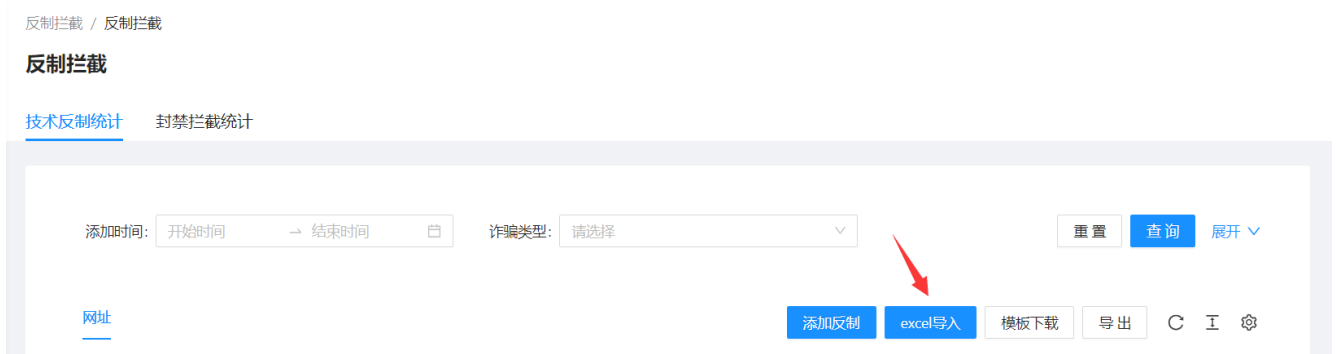 反制拦截 / 反制拦截
反制拦截
技术反制统计 封禁拦截统计
添加时间: 开始时间 → 结束时间 诈骗类型: 请选择 重 置 查 询 展开
网址 添加反制 excel导入 模板下载 导 出